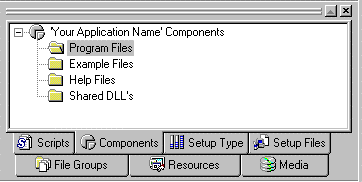 'Your Application Name' Components
Program Files
Example Files
Help Files
Shared DLL's
Scripts Components Setup Type Setup Files
File Groups Resources Media